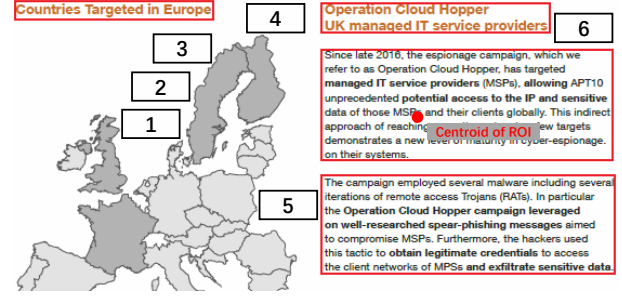 Countries Targeted in Europe
4
3
2
1
5
Operation Cloud Hopper
UK managed IT service providers
6
Since late 2016, the espionage campaign, which we
refer to as Operation Cloud Hopper, has targeted
managed IT service providers (MSPs), allowing APT10
unprecedented potential access to the IP and sensitive
data of those MSPs and their clients globally. This indirect
approach of reaching few targets
Centroid of ROI
demonstrates a new level of maturity in cyber-espionage.
on their systems.
The campaign employed several malware including several
iterations of remote access Trojans (RATs). In particular
the Operation Cloud Hopper campaign leveraged
on well-researched spear-phishing messages aimed
to compromise MSPs. Furthermore, the hackers used
this tactic to obtain legitimate credentials to access
the client networks of MPSs and exfiltrate sensitive data.